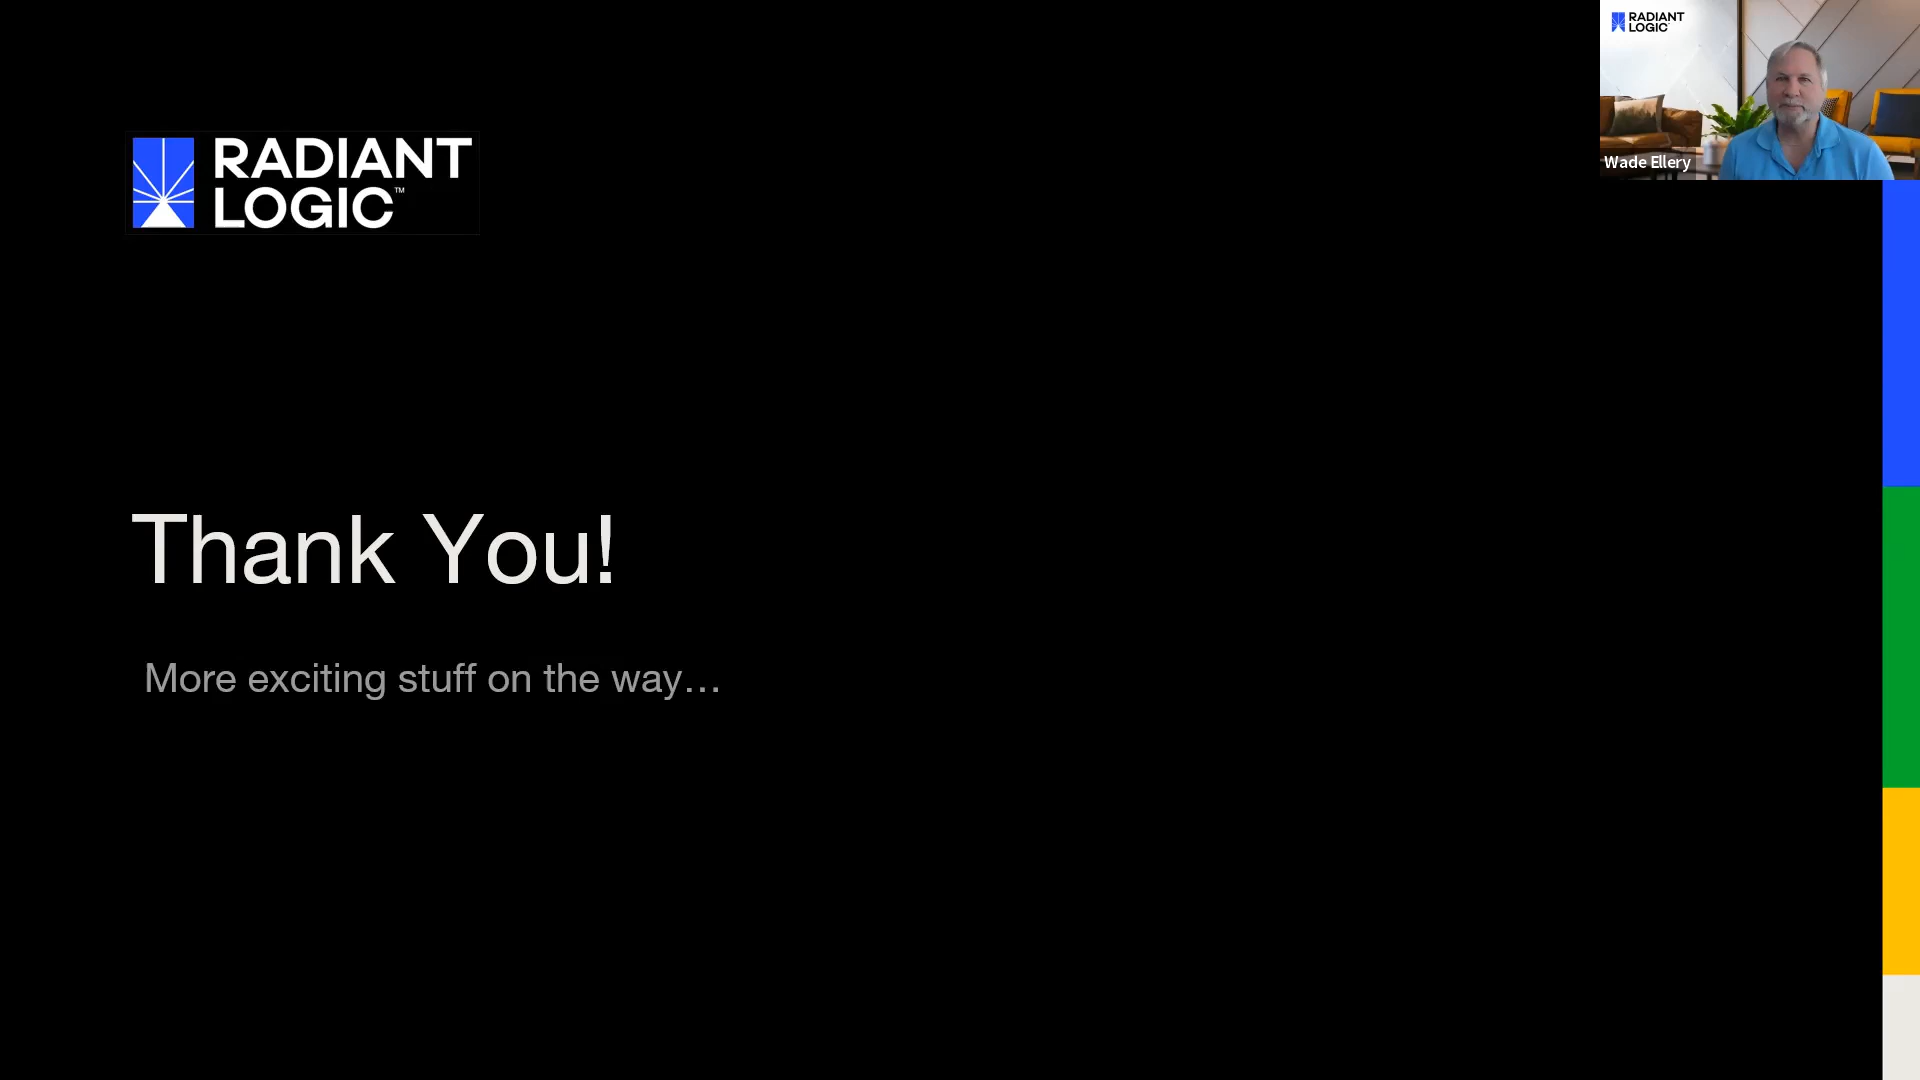 RADIANT
LOGIC
Wade Ellery
RADIANT
LOGIC™
Thank You!
More exciting stuff on the way…